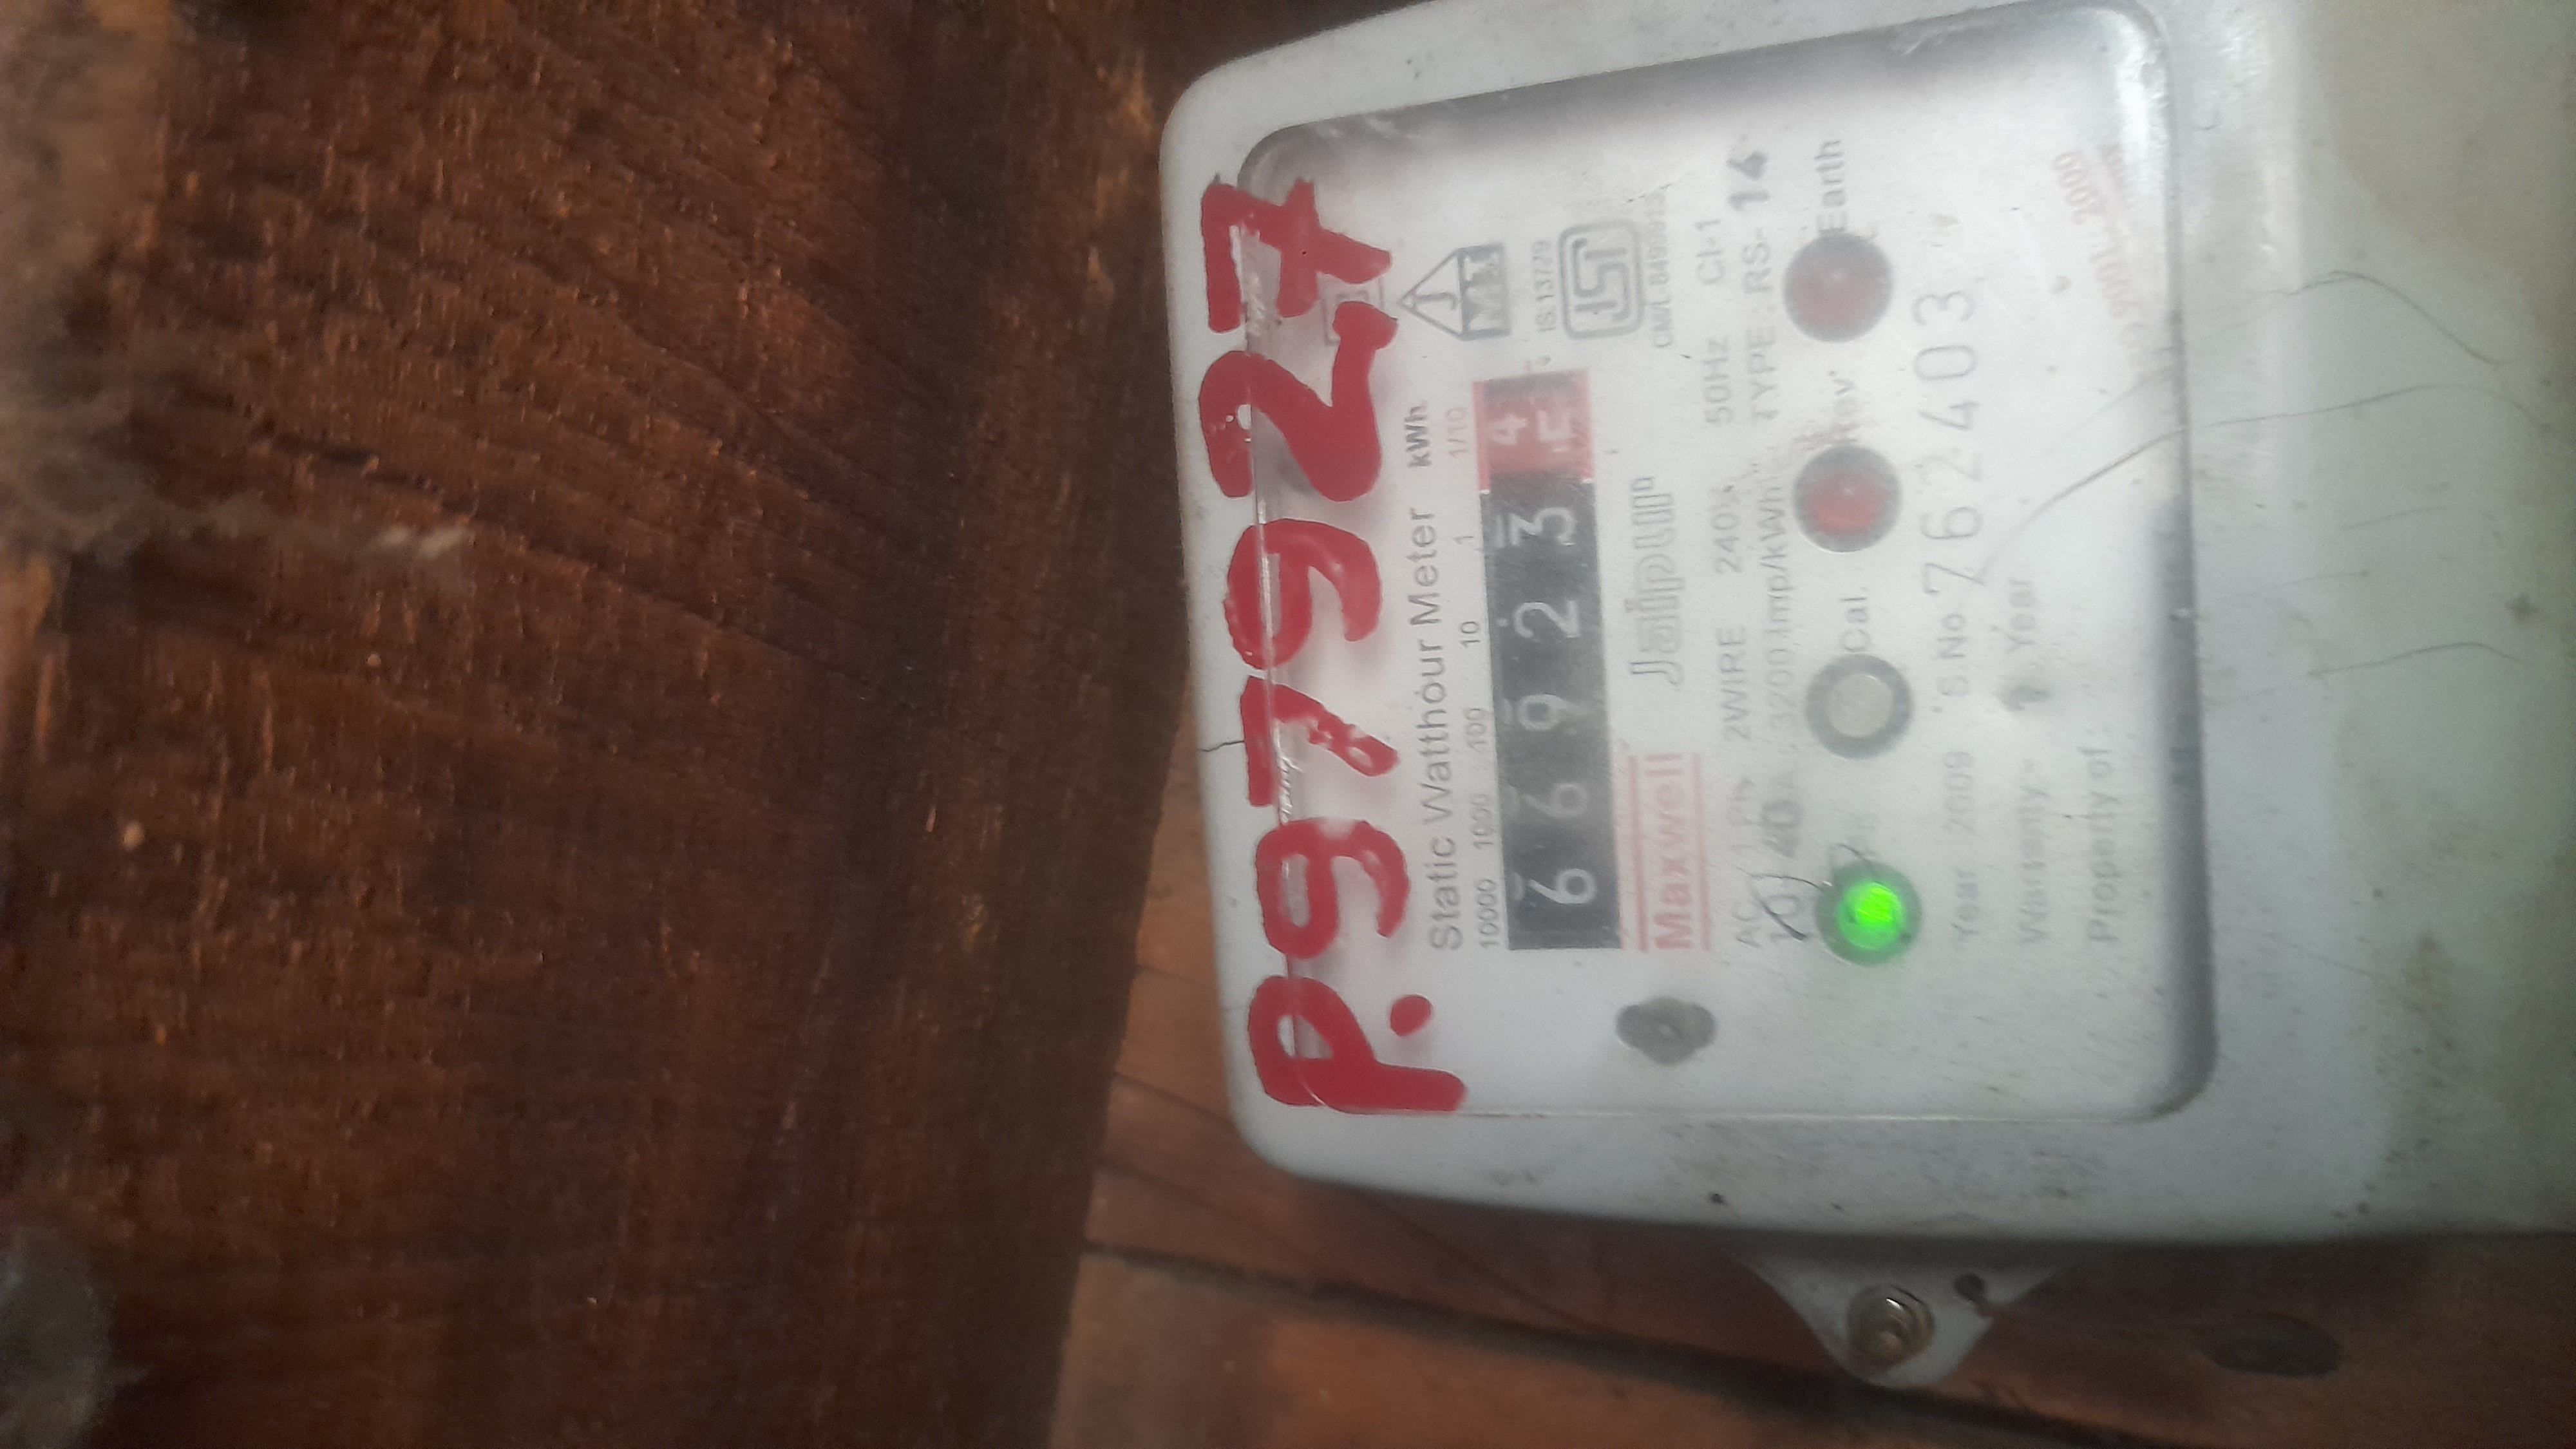 P.97927
Static Watthour Meter kWh
10000 1000 100 10 1 1/10
6 6 9 2 3 4
5
Maxwell Jaipur
IS 13779
CM/L 8499913
AC 1 Ph 2WIRE 240V 50Hz Cl-1
3200 Imp/kWh TYPE : RS-14
Cal. Rev. Earth
Year 2009 S.No 762403
Warranty Year
Property of :